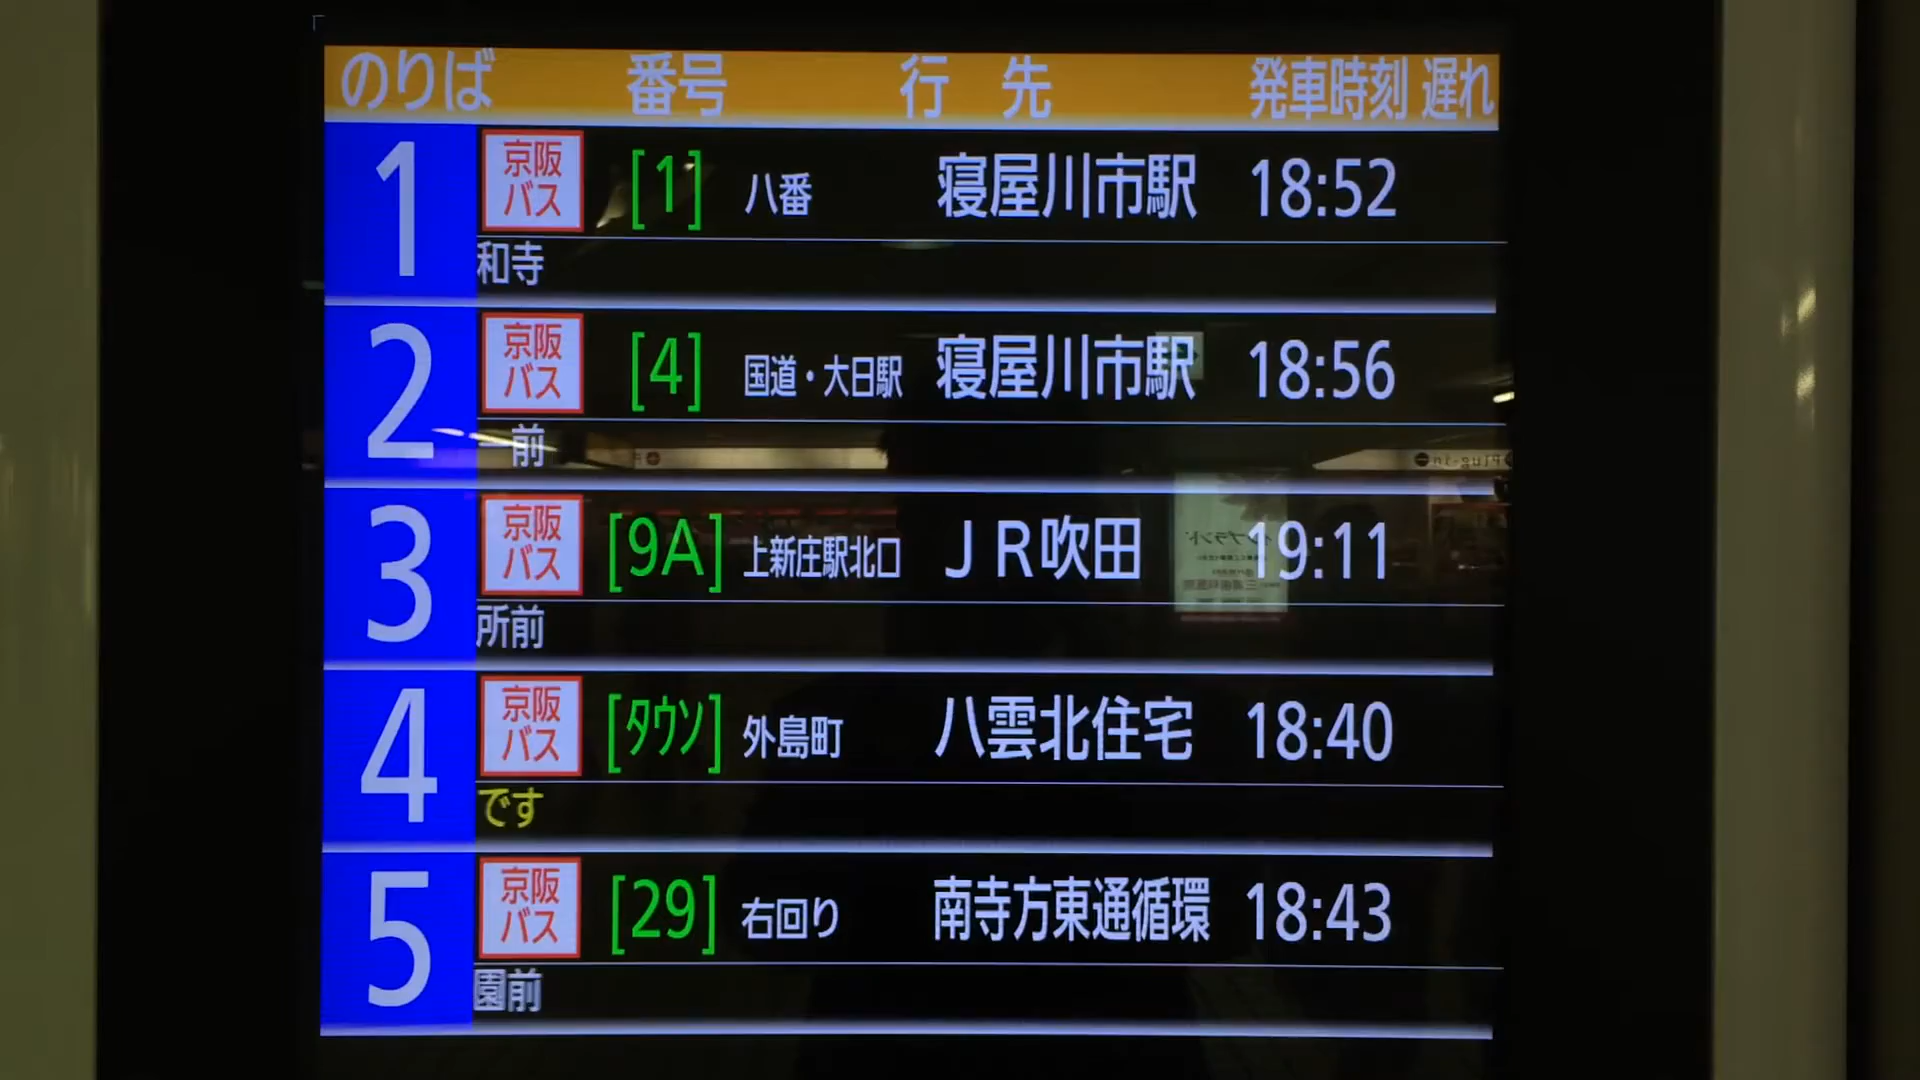 のりば 番号 行 先 発車時刻 遅れ
1 京阪バス [1] 八番 寝屋川市駅 18:52
和寺
2 京阪バス [4] 国道・大日駅 寝屋川市駅 18:56
前
3 京阪バス [9A] 上新庄駅北口 JR吹田 19:11
所前
4 京阪バス [タウン] 外島町 八雲北住宅 18:40
です
5 京阪バス [29] 右回り 南寺方東通循環 18:43
園前